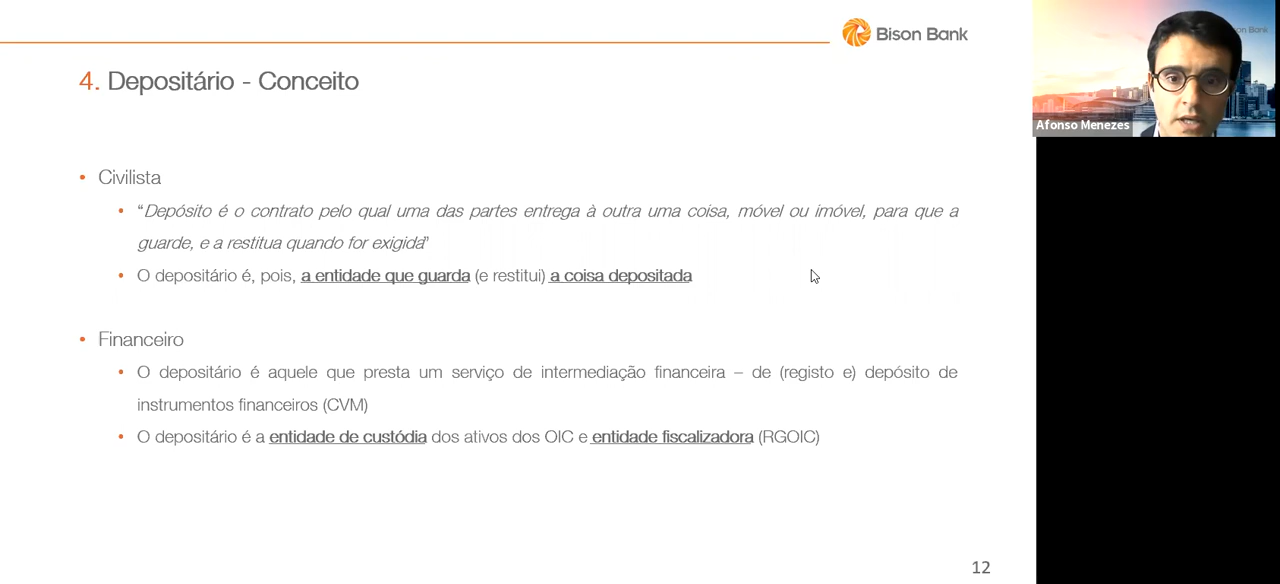 Bison Bank
4. Depositário - Conceito
• Civilista
• “Depósito é o contrato pelo qual uma das partes entrega à outra uma coisa, móvel ou imóvel, para que a
guarde, e a restitua quando for exigida”
• O depositário é, pois, a entidade que guarda (e restitui) a coisa depositada
• Financeiro
• O depositário é aquele que presta um serviço de intermediação financeira – de (registo e) depósito de
instrumentos financeiros (CVM)
• O depositário é a entidade de custódia dos ativos dos OIC e entidade fiscalizadora (RGOIC)
12
Bank
Afonso Menezes